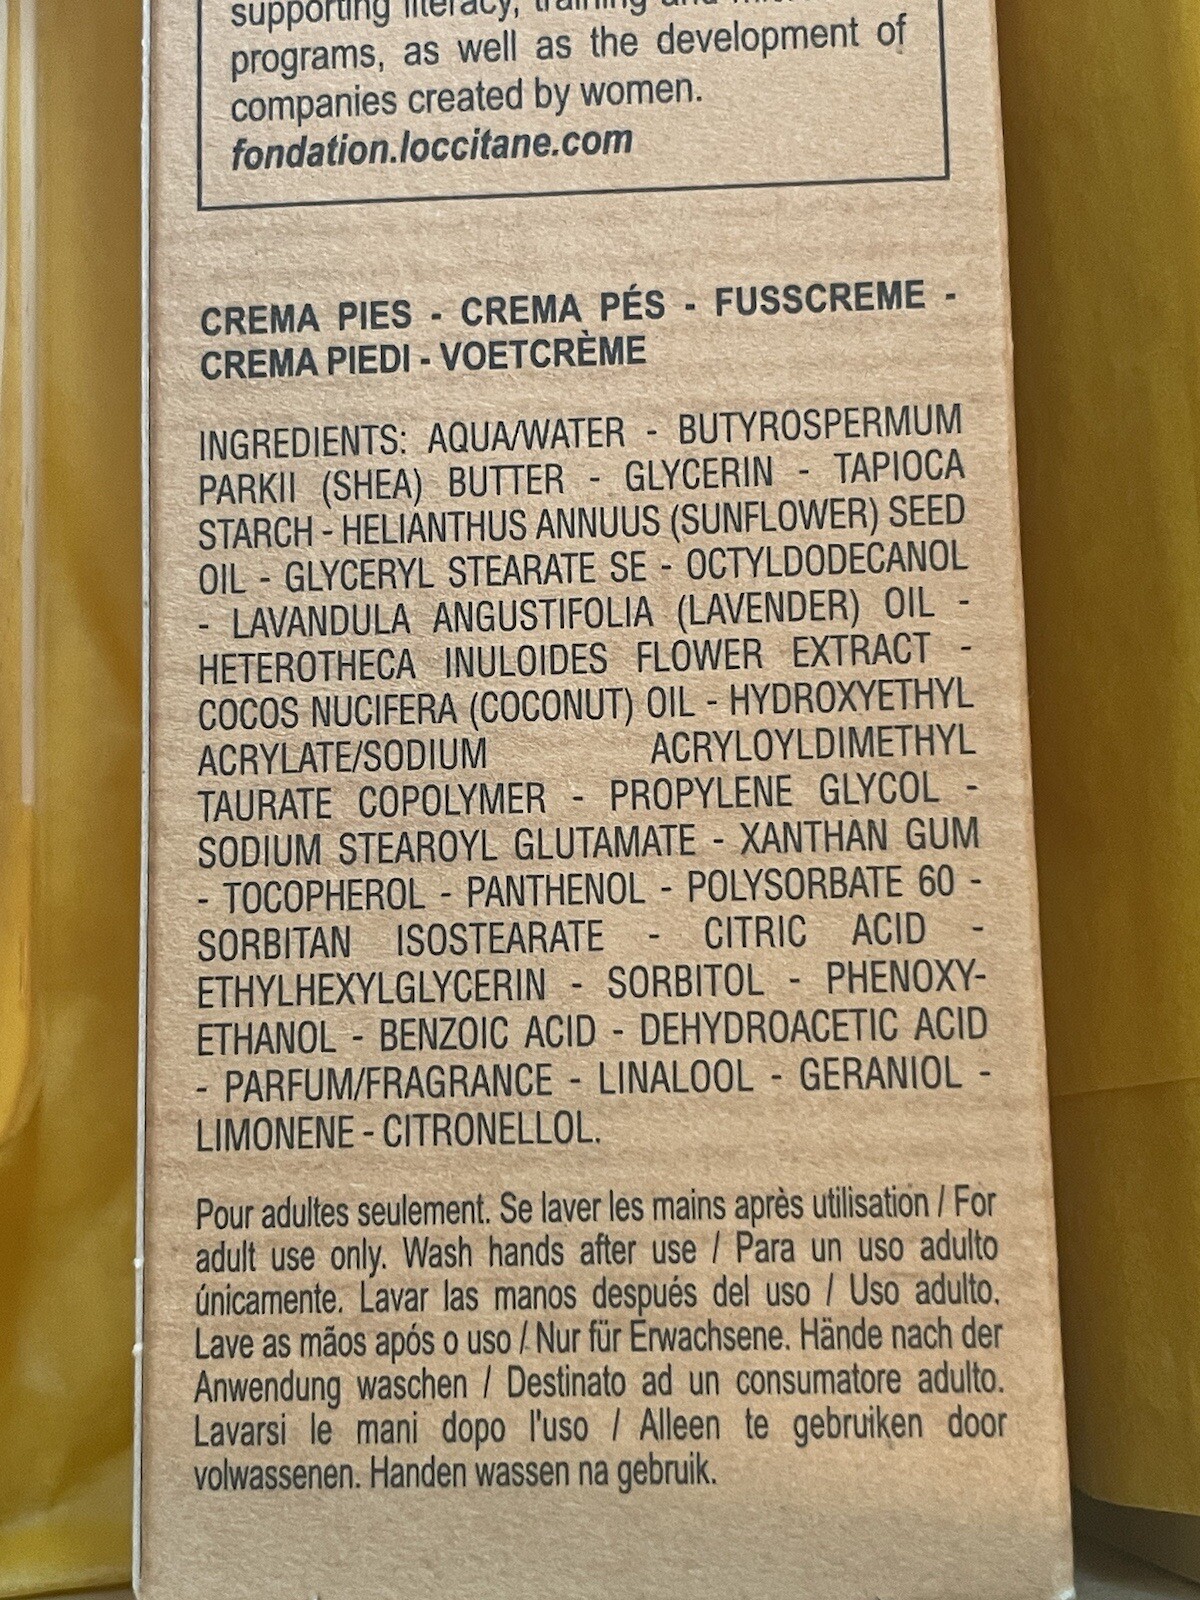 supporting literacy, training and
programs, as well as the development of
companies created by women.
fondation.loccitane.com
CREMA PIES - CREMA PÉS - FUSSCREME -
CREMA PIEDI - VOETCRÈME
INGREDIENTS: AQUA/WATER - BUTYROSPERMUM
PARKII (SHEA) BUTTER - GLYCERIN - TAPIOCA
STARCH - HELIANTHUS ANNUUS (SUNFLOWER) SEED
OIL - GLYCERYL STEARATE SE - OCTYLDODECANOL
- LAVANDULA ANGUSTIFOLIA (LAVENDER) OIL -
HETEROTHECA INULOIDES FLOWER EXTRACT -
COCOS NUCIFERA (COCONUT) OIL - HYDROXYETHYL
ACRYLATE/SODIUM ACRYLOYLDIMETHYL
TAURATE COPOLYMER - PROPYLENE GLYCOL -
SODIUM STEAROYL GLUTAMATE - XANTHAN GUM
- TOCOPHEROL - PANTHENOL - POLYSORBATE 60 -
SORBITAN ISOSTEARATE - CITRIC ACID -
ETHYLHEXYLGLYCERIN - SORBITOL - PHENOXY-
ETHANOL - BENZOIC ACID - DEHYDROACETIC ACID
- PARFUM/FRAGRANCE - LINALOOL - GERANIOL -
LIMONENE - CITRONELLOL.
Pour adultes seulement. Se laver les mains après utilisation / For
adult use only. Wash hands after use / Para un uso adulto
únicamente. Lavar las manos después del uso / Uso adulto.
Lave as mãos após o uso / Nur für Erwachsene. Hände nach der
Anwendung waschen / Destinato ad un consumatore adulto.
Lavarsi le mani dopo l'uso / Alleen te gebruiken door
volwassenen. Handen wassen na gebruik.